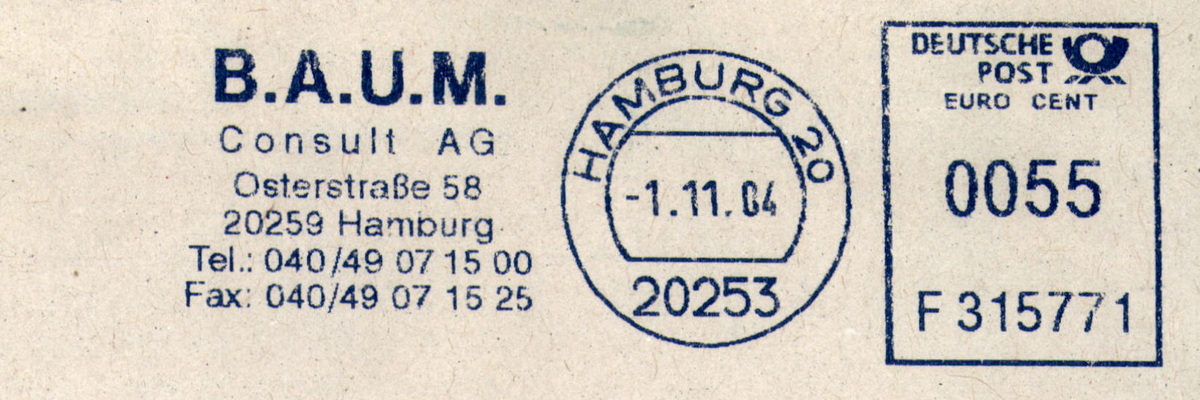 B.A.U.M.
Consult AG
Osterstraße 58
20259 Hamburg
Tel.: 040/49 07 15 00
Fax: 040/49 07 15 25
HAMBURG 20
-1.11.04
20253
DEUTSCHE
POST
EURO CENT
0055
F 315771